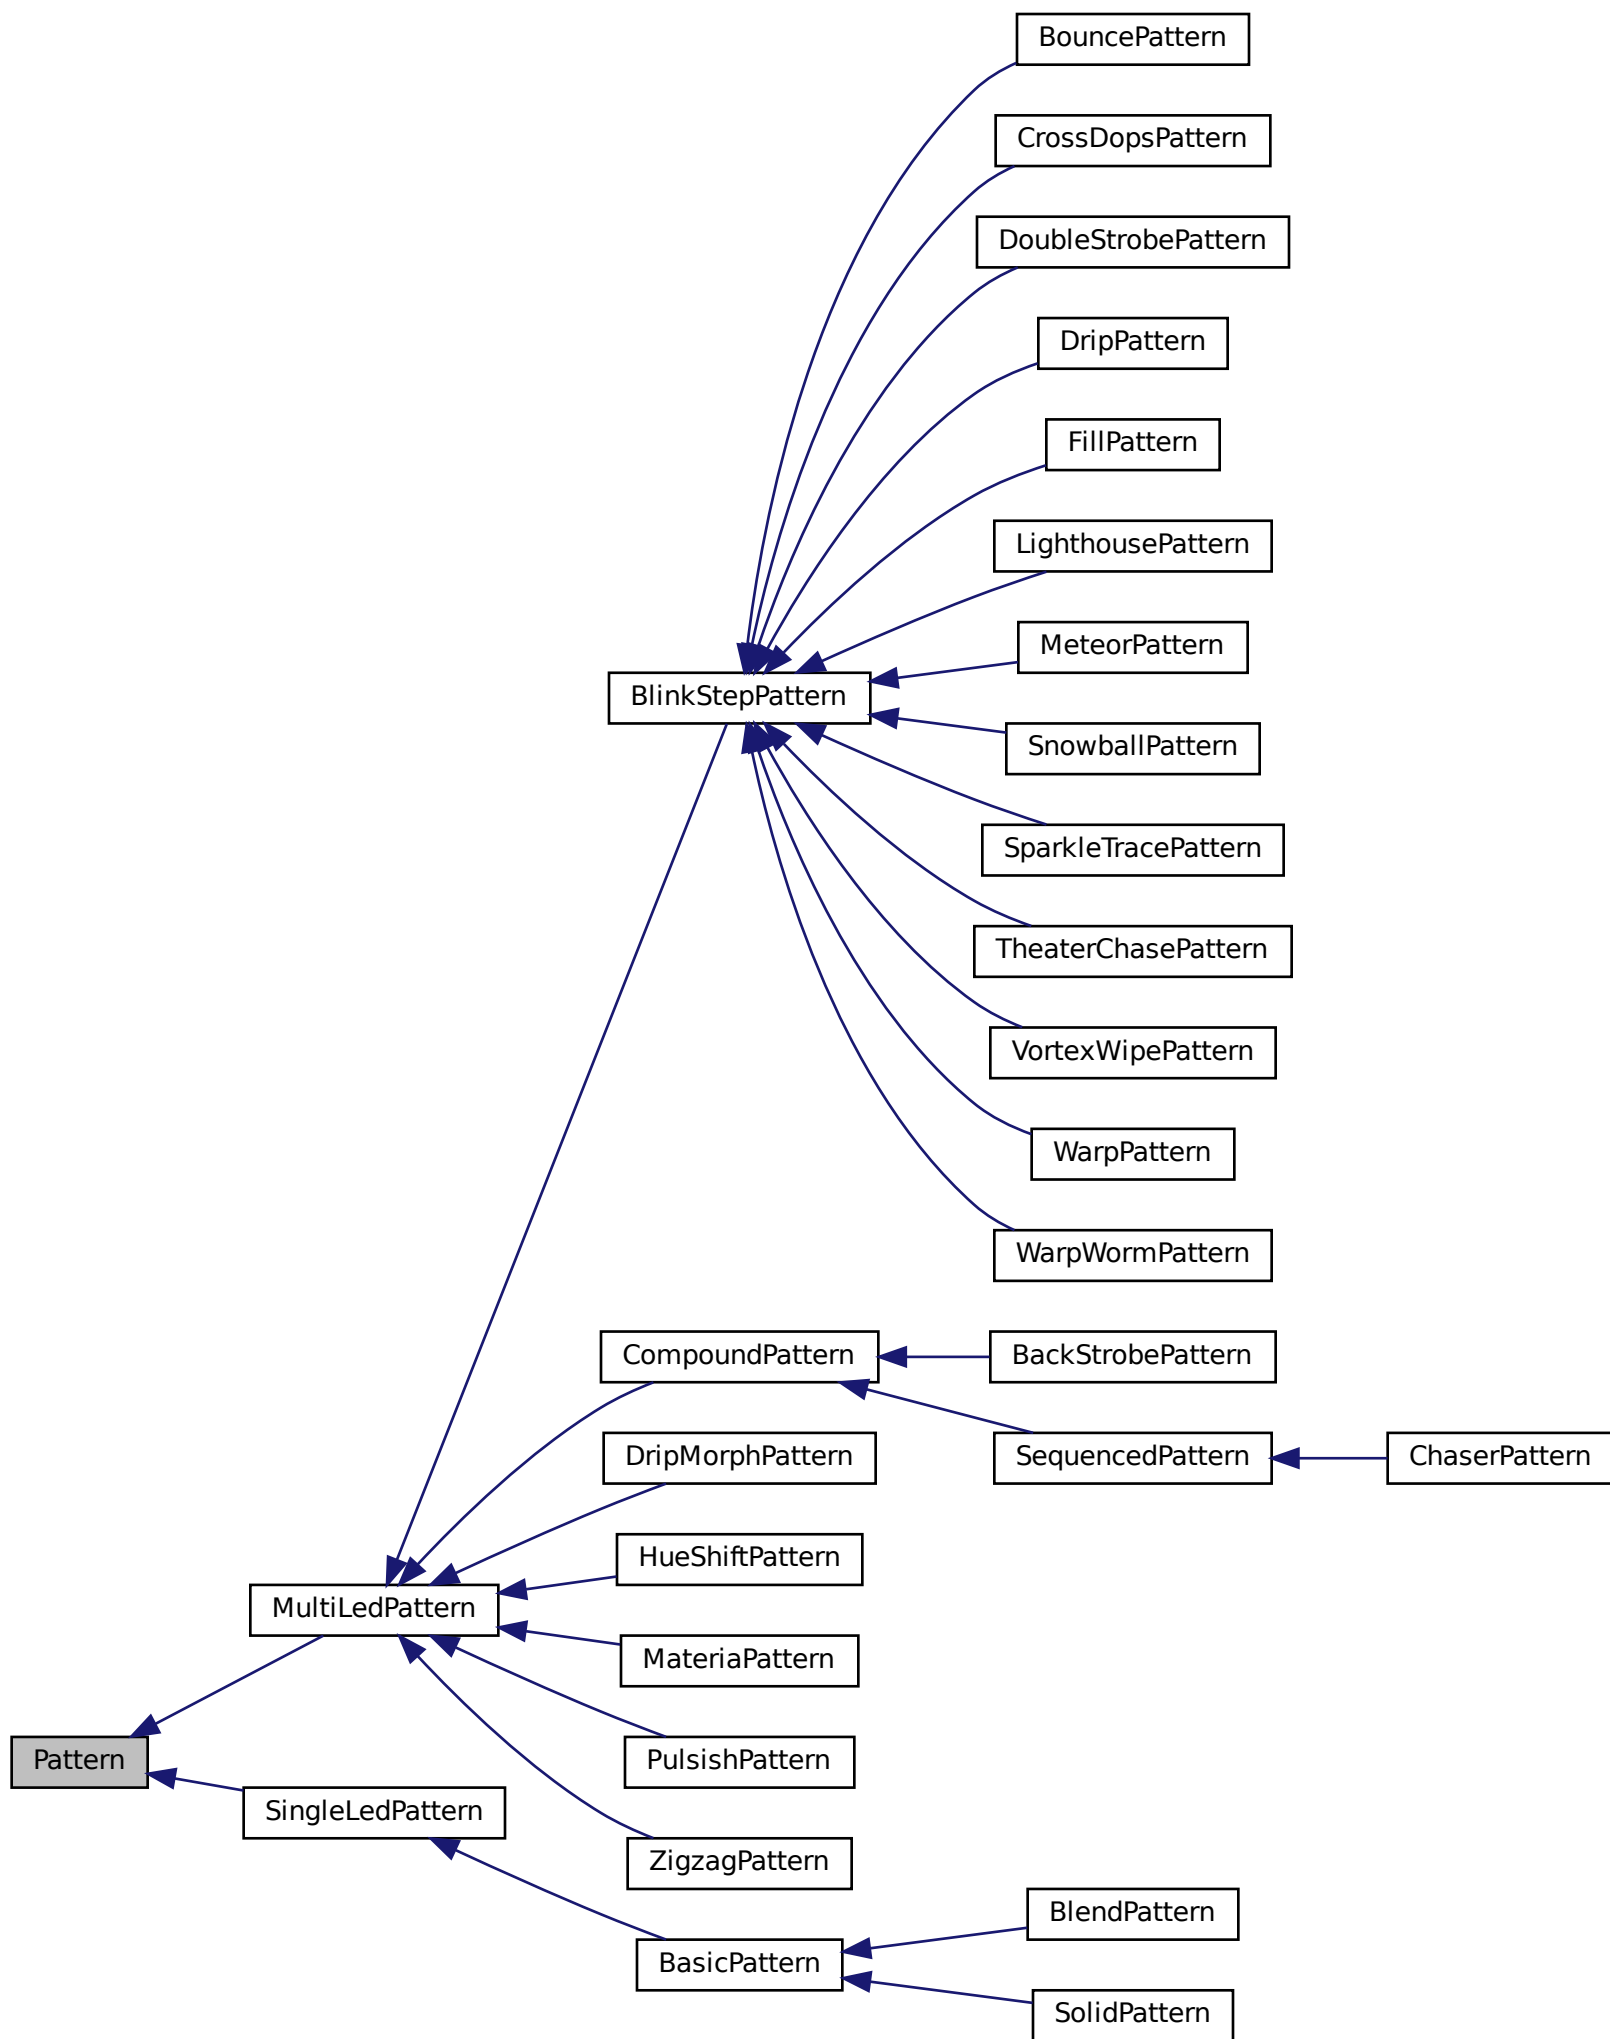 BouncePattern
CrossDopsPattern
DoubleStrobePattern
DripPattern
FillPattern
LighthousePattern
MeteorPattern
BlinkStepPattern
SnowballPattern
SparkleTracePattern
TheaterChasePattern
VortexWipePattern
WarpPattern
WarpWormPattern
CompoundPattern
BackStrobePattern
DripMorphPattern
SequencedPattern
ChaserPattern
HueShiftPattern
MultiLedPattern
MateriaPattern
Pattern
PulsishPattern
SingleLedPattern
ZigzagPattern
BlendPattern
BasicPattern
SolidPattern